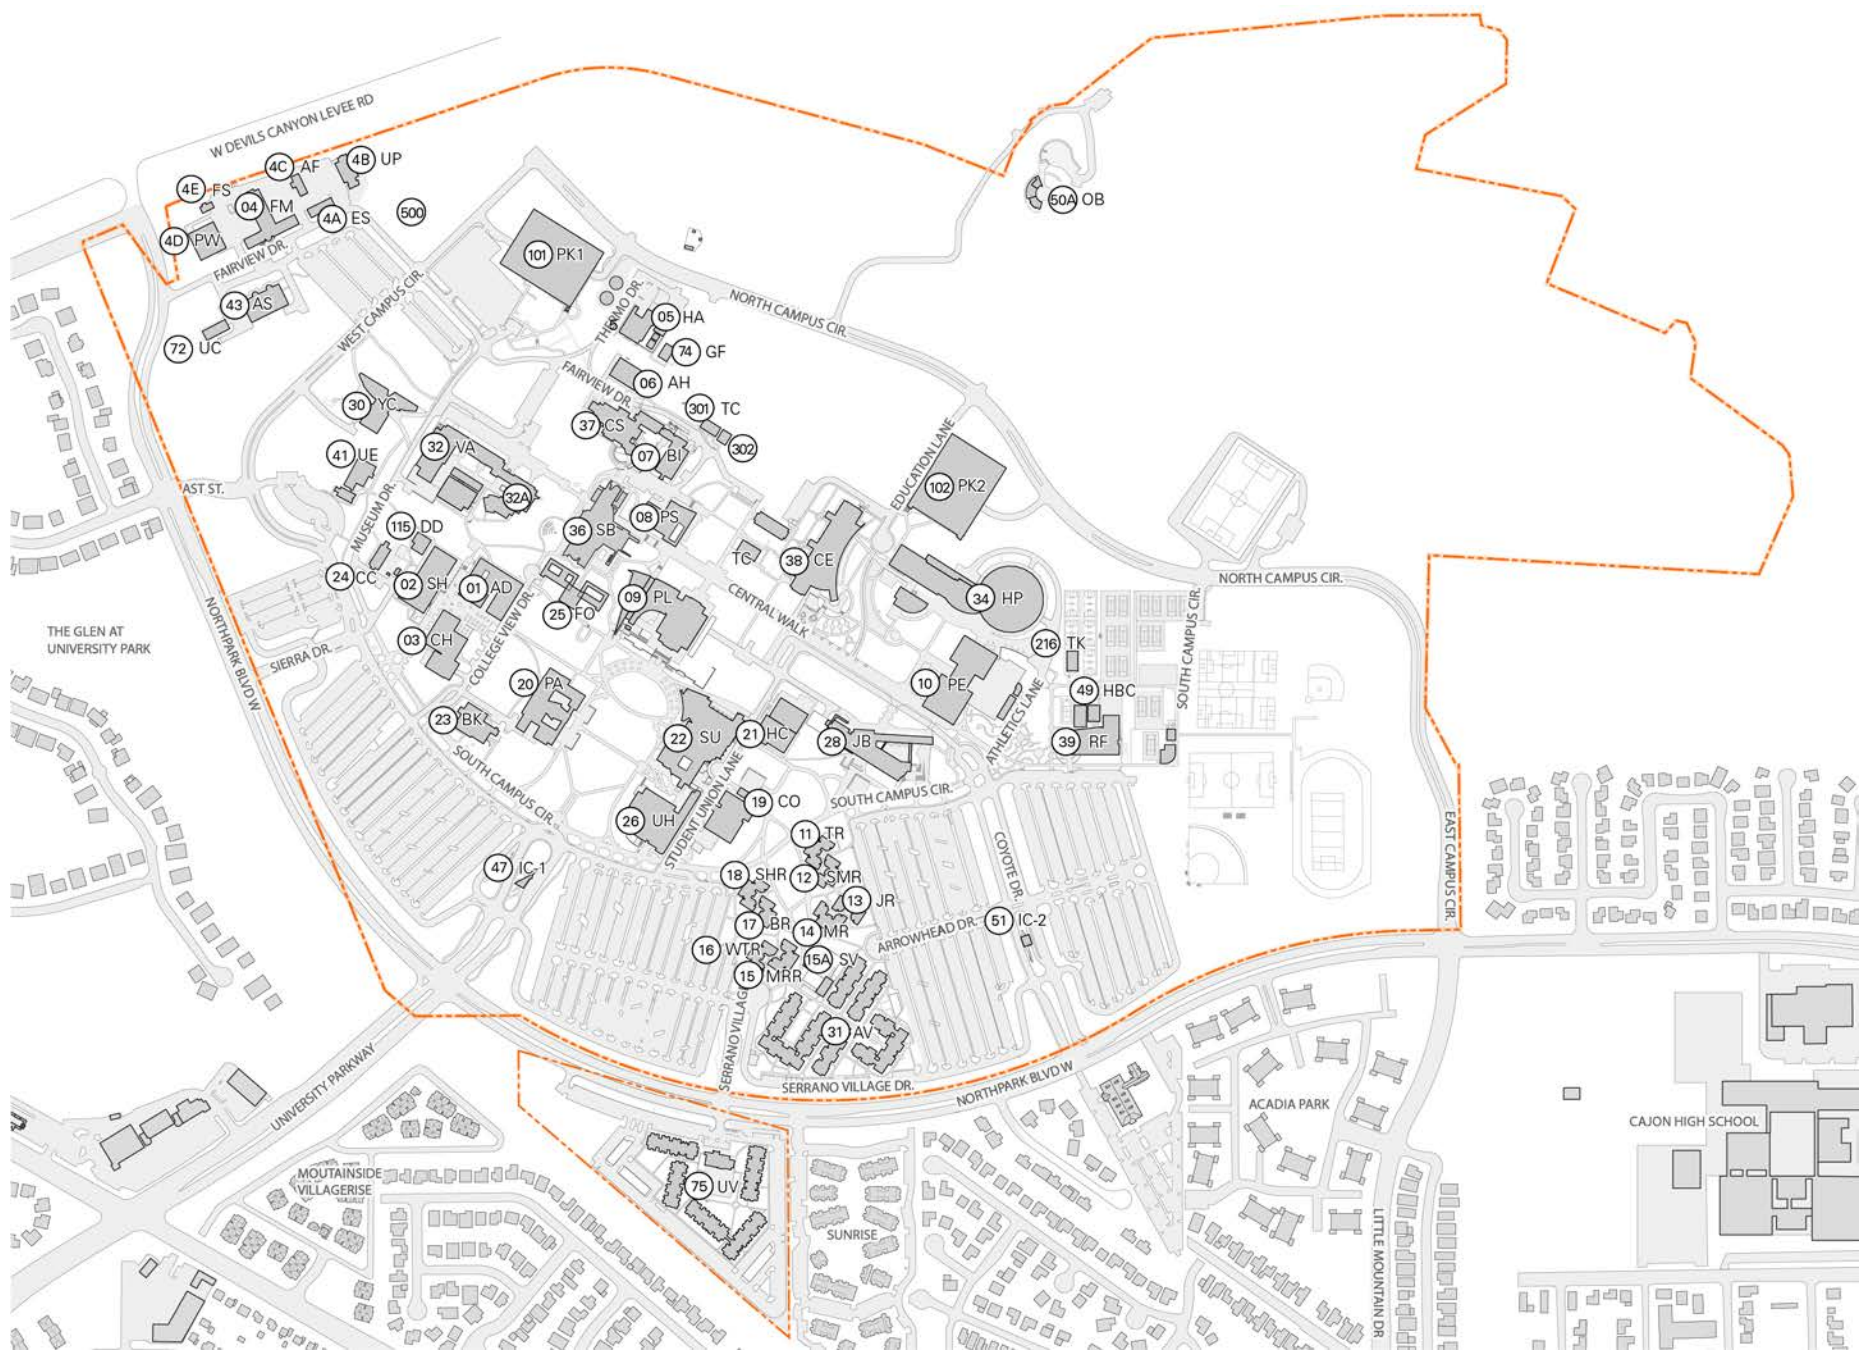 W DEVILS CANYON LEVEE RD
4C AF
4B UP
4E FS
04 FM
4A ES
500
4D PW
FAIRVIEW DR.
50A OB
101 PK1
43 AS
72 UC
WEST CAMPUS CIR.
THERMO DR.
05 HA
NORTH CAMPUS CIR.
74 GF
06 AH
FAIRVIEW DR.
30 YC
301 TC
302
37 CS
07 BI
32 VA
41 UE
32A
EDUCATION LANE
102 PK2
AST ST.
MUSEUM DR.
115 DD
36 SB
08 PS
TC
38 CE
24 CC
02 SH
01 AD
25 FO
09 PL
CENTRAL WALK
34 HP
NORTH CAMPUS CIR.
THE GLEN AT
UNIVERSITY PARK
NORTHPARK BLVD W
SIERRA DR.
03 CH
COLLEGE VIEW DR.
216 TK
SOUTH CAMPUS CIR.
20 PA
10 PE
49 HBC
23 BK
22 SU
21 HC
28 JB
ATHLETICS LANE
39 RF
SOUTH CAMPUS CIR.
STUDENT UNION LANE
19 CO
SOUTH CAMPUS CIR.
26 UH
11 TR
COYOTE DR.
EAST CAMPUS CIR.
47 IC-1
18 SHR
12 SMR
13 JR
17 BR
14 MR
ARROWHEAD DR.
51 IC-2
16 WTR
15A SV
15 MRR
SERRANO VILLAGE
31 AV
SERRANO VILLAGE DR.
NORTHPARK BLVD W
UNIVERSITY PARKWAY
ACADIA PARK
CAJON HIGH SCHOOL
MOUTAINSIDE
VILLAGERISE
75 UV
SUNRISE
LITTLE MOUNTAIN DR